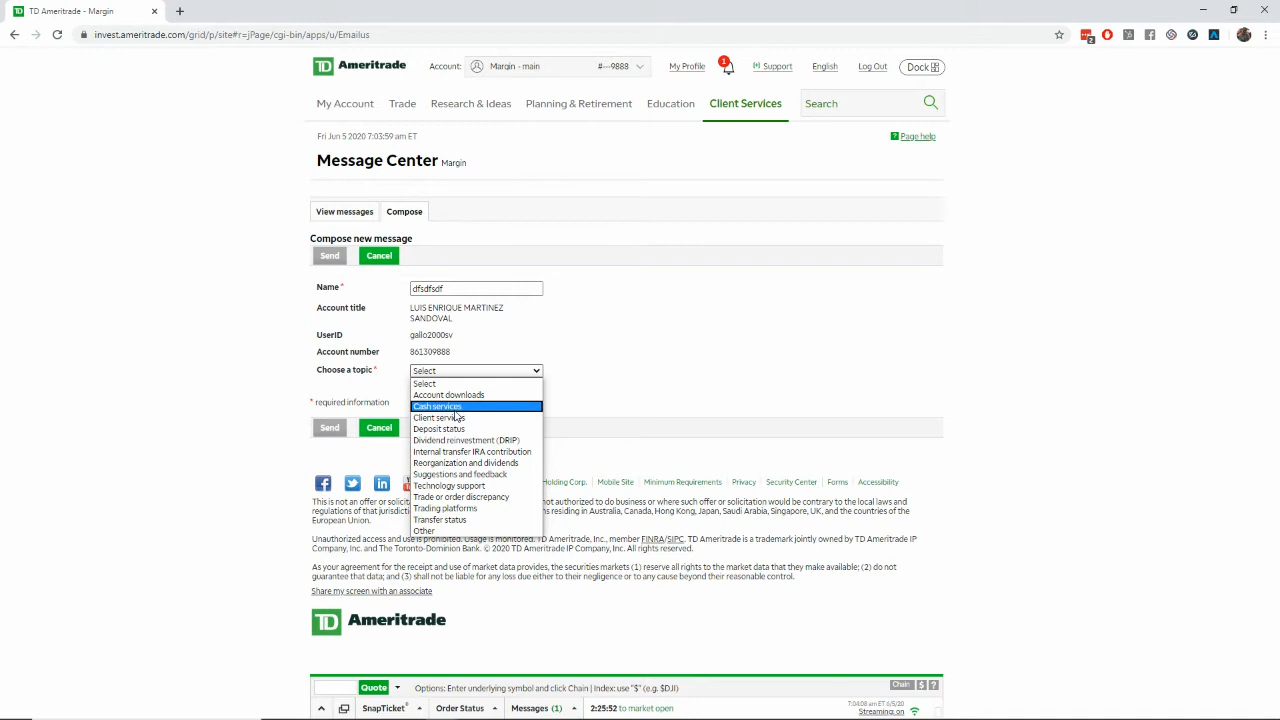 TD Ameritrade - Margin
invest.ameritrade.com/grid/p/site#r=jPage/cgi-bin/apps/u/Emailus
TD Ameritrade
Account: Margin - main #---9888
My Profile
1
Support
English
Log Out
Dock
My Account Trade Research & Ideas Planning & Retirement Education Client Services Search
Fri Jun 5 2020 7:03:59 am ET
? Page help
Message Center Margin
View messages Compose
Compose new message
Send Cancel
Name * dfsdfsdf
Account title LUIS ENRIQUE MARTINEZ
SANDOVAL
UserID gallo2000sv
Account number 861309888
Choose a topic * Select
Select
Account downloads
* required information
Cash services
Client services
Send Cancel
Deposit status
Dividend reinvestment (DRIP)
Internal transfer IRA contribution
Reorganization and dividends
Suggestions and feedback
Technology support
Trade or order discrepancy
Trading platforms
Transfer status
Other
Holding Corp. Mobile Site Minimum Requirements Privacy Security Center Forms Accessibility
This is not an offer or solicit not authorized to do business or where such offer or solicitation would be contrary to the local laws and
regulations of that jurisdic ns residing in Australia, Canada, Hong Kong, Japan, Saudi Arabia, Singapore, UK, and the countries of the
European Union.
Unauthorized access and use is prohibited. Usage is monitored. TD Ameritrade, Inc., member FINRA/SIPC. TD Ameritrade is a trademark jointly owned by TD Ameritrade IP
Company, Inc. and The Toronto-Dominion Bank. © 2020 TD Ameritrade IP Company, Inc. All rights reserved.
As your agreement for the receipt and use of market data provides, the securities markets (1) reserve all rights to the market data that they make available; (2) do not
guarantee that data; and (3) shall not be liable for any loss due either to their negligence or to any cause beyond their reasonable control.
Share my screen with an associate
TD Ameritrade
Quote Options: Enter underlying symbol and click Chain | Index: use "$" (e.g. $DJI) Chain $ ?
SnapTicket® Order Status Messages (1) 2:25:52 to market open
7:04:08 am ET 6/5/20
Streaming: on